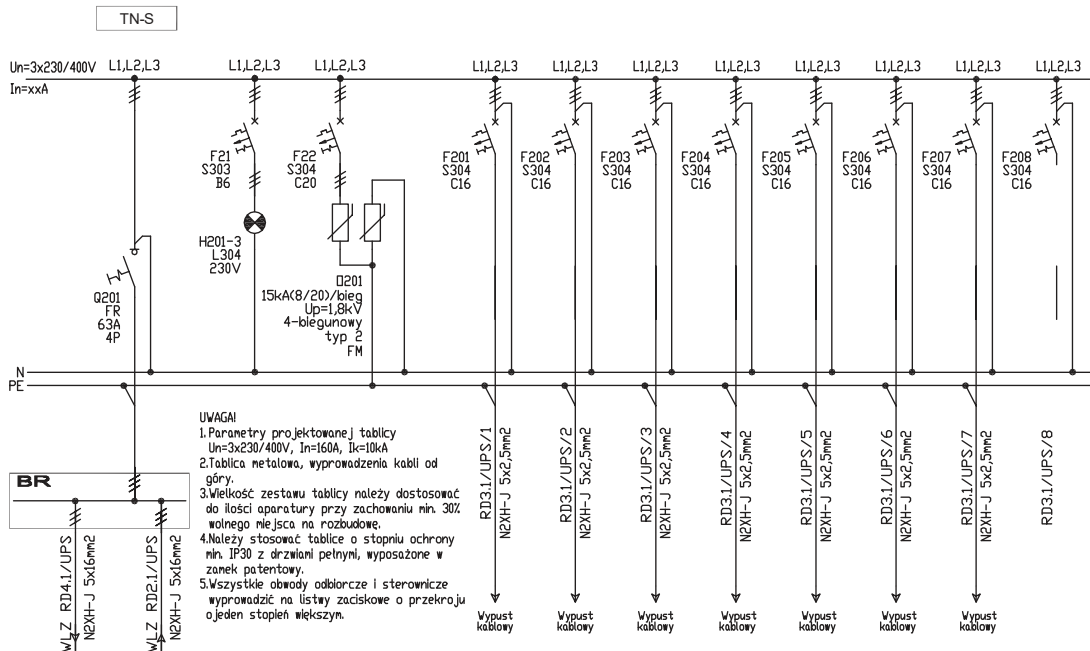 TN-S
Un=3x230/400V
In=xxA
L1,L2,L3
L1,L2,L3
L1,L2,L3
L1,L2,L3
L1,L2,L3
L1,L2,L3
L1,L2,L3
L1,L2,L3
L1,L2,L3
L1,L2,L3
L1,L2,L3
F21
S303
B6
F22
S304
C20
F201
S304
C16
F202
S304
C16
F203
S304
C16
F204
S304
C16
F205
S304
C16
F206
S304
C16
F207
S304
C16
F208
S304
C16
H201-3
L304
230V
Q201
FR
63A
4P
O201
15kA(8/20)/bieg
Up=1,8kV
4-biegunowy
typ 2
FM
N
PE
UWAGA!
1. Parametry projektowanej tablicy
Un=3x230/400V, In=160A, Ik=10kA
2.Tablica metalowa, wyprowadzenia kabli od
góry.
3.Wielkość zestawu tablicy należy dostosować
do ilości aparatury przy zachowaniu min. 30%
wolnego miejsca na rozbudowę.
4.Należy stosować tablice o stopniu ochrony
min. IP30 z drzwiami pełnymi, wyposażone w
zamek patentowy.
5.Wszystkie obwody odbiorcze i sterownicze
wyprowadzić na listwy zaciskowe o przekroju
ojeden stopień większym.
BR
WLZ RD4.1/UPS
N2XH-J 5x16mm2
WLZ RD2.1/UPS
N2XH-J 5x16mm2
RD3.1/UPS/1
N2XH-J 5x2,5mm2
RD3.1/UPS/2
N2XH-J 5x2,5mm2
RD3.1/UPS/3
N2XH-J 5x2,5mm2
RD3.1/UPS/4
N2XH-J 5x2,5mm2
RD3.1/UPS/5
N2XH-J 5x2,5mm2
RD3.1/UPS/6
N2XH-J 5x2,5mm2
RD3.1/UPS/7
N2XH-J 5x2,5mm2
RD3.1/UPS/8
Wypust
kablowy
Wypust
kablowy
Wypust
kablowy
Wypust
kablowy
Wypust
kablowy
Wypust
kablowy
Wypust
kablowy